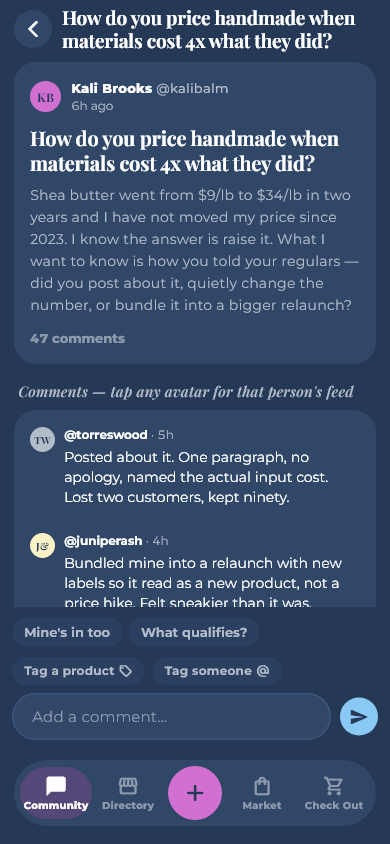 How do you price handmade when
materials cost 4x what they did?
KB
Kali Brooks @kalibalm
6h ago
How do you price handmade when
materials cost 4x what they did?
Shea butter went from $9/lb to $34/lb in two
years and I have not moved my price since
2023. I know the answer is raise it. What I
want to know is how you told your regulars —
did you post about it, quietly change the
number, or bundle it into a bigger relaunch?
47 comments
Comments — tap any avatar for that person's feed
TW
@torreswood · 5h
Posted about it. One paragraph, no
apology, named the actual input cost.
Lost two customers, kept ninety.
J&
@juniperash · 4h
Bundled mine into a relaunch with new
labels so it read as a new product, not a
price hike. Felt sneakier than it was.
Mine's in too
What qualifies?
Tag a product
Tag someone @
Add a comment...
Community
Directory
Market
Check Out